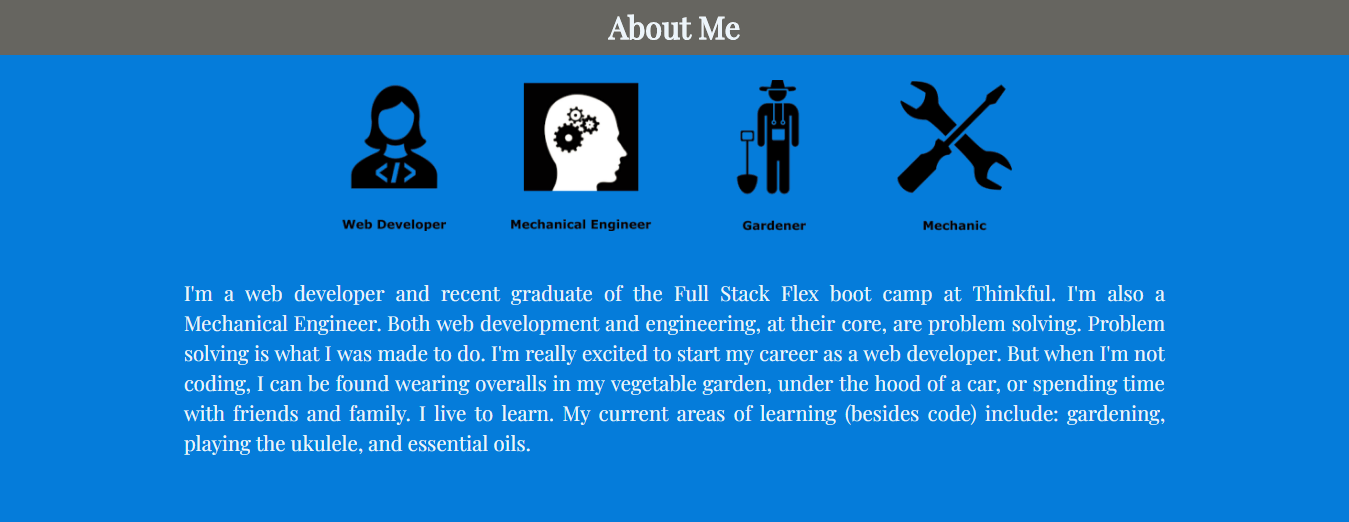 About Me
</>
Web Developer Mechanical Engineer Gardener Mechanic
I'm a web developer and recent graduate of the Full Stack Flex boot camp at Thinkful. I'm also a
Mechanical Engineer. Both web development and engineering, at their core, are problem solving. Problem
solving is what I was made to do. I'm really excited to start my career as a web developer. But when I'm not
coding, I can be found wearing overalls in my vegetable garden, under the hood of a car, or spending time
with friends and family. I live to learn. My current areas of learning (besides code) include: gardening,
playing the ukulele, and essential oils.